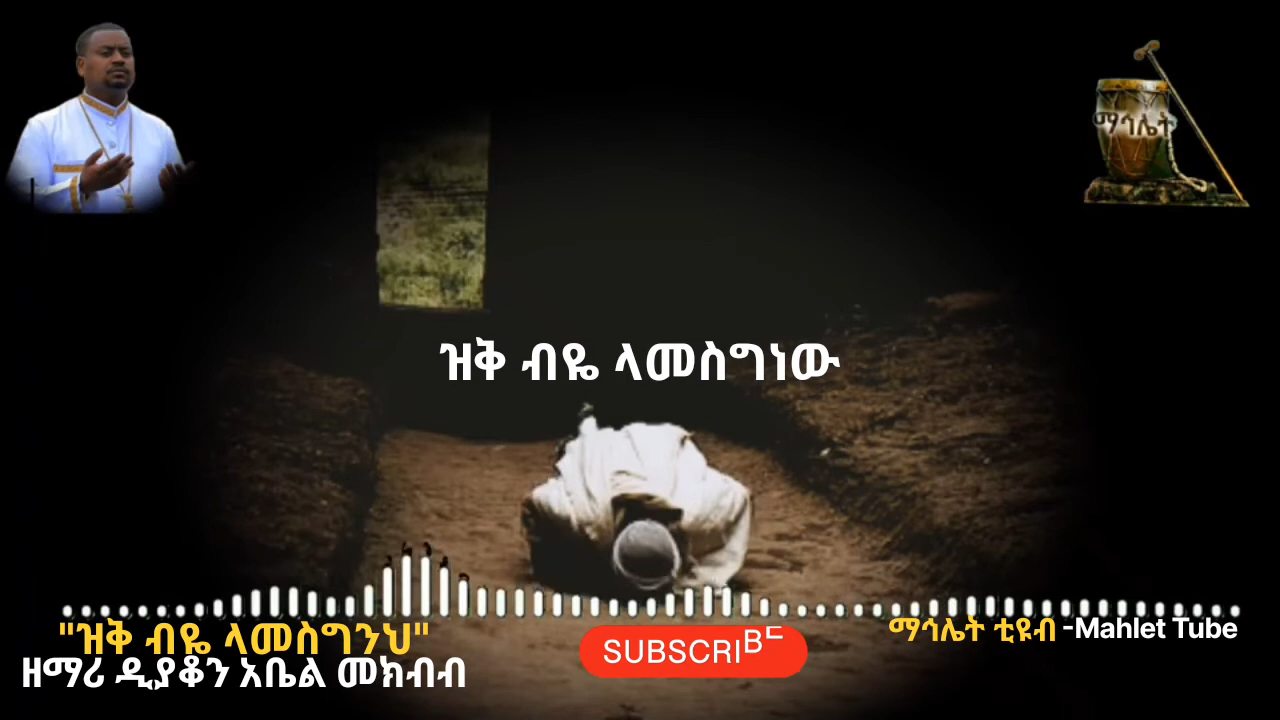 ማኅሌት
ዝቅ ብዬ ላመስግነው
"ዝቅ ብዬ ላመስግንህ"
ዘማሪ ዲያቆን አቤል መክብብ
SUBSCRIBE
ማኅሌት ቲዩብ -Mahlet Tube